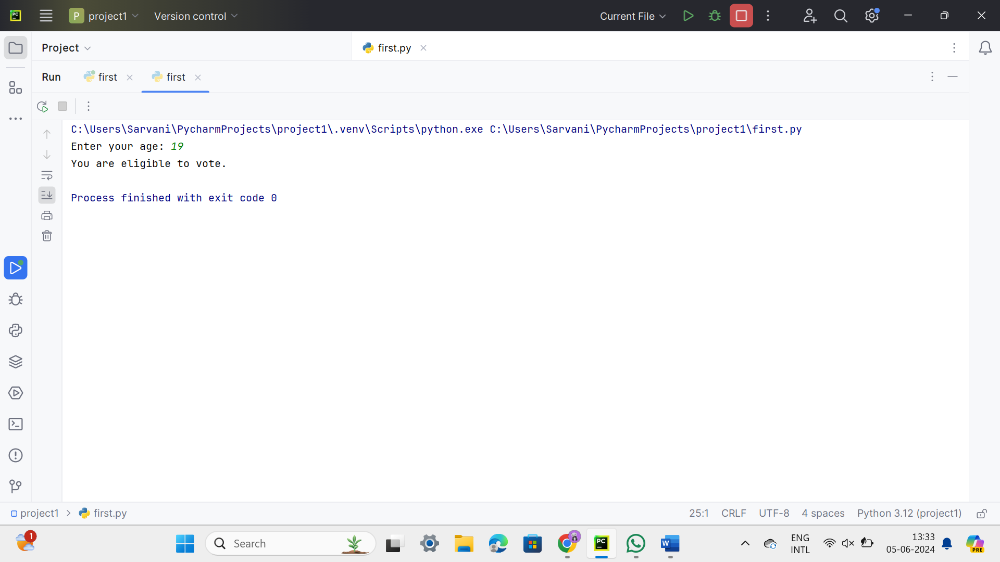 PC
P project1 Version control Current File
Project first.py
Run first first
C:\Users\Sarvani\PycharmProjects\project1\.venv\Scripts\python.exe C:\Users\Sarvani\PycharmProjects\project1\first.py
Enter your age: 19
You are eligible to vote.
Process finished with exit code 0
project1 > first.py 25:1 CRLF UTF-8 4 spaces Python 3.12 (project1)
1 Search PC W ENG 13:33
INTL 05-06-2024 PRE